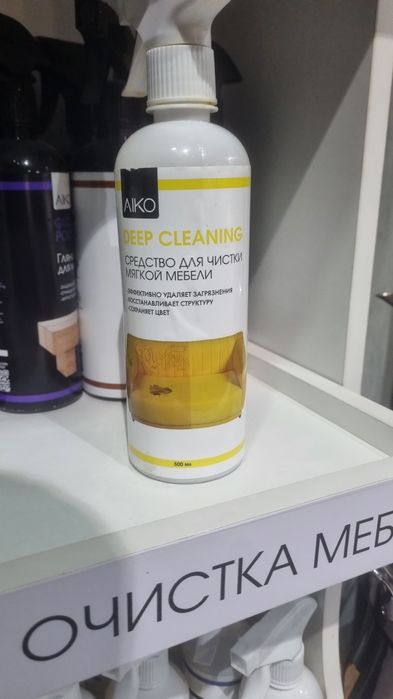 AIKO
DEEP CLEANING
СРЕДСТВО ДЛЯ ЧИСТКИ
МЯГКОЙ МЕБЕЛИ
-ЭФФЕКТИВНО УДАЛЯЕТ ЗАГРЯЗНЕНИЯ
-ВОССТАНАВЛИВАЕТ СТРУКТУРУ
-СОХРАНЯЕТ ЦВЕТ
500 мл
ОЧИСТКА МЕБ